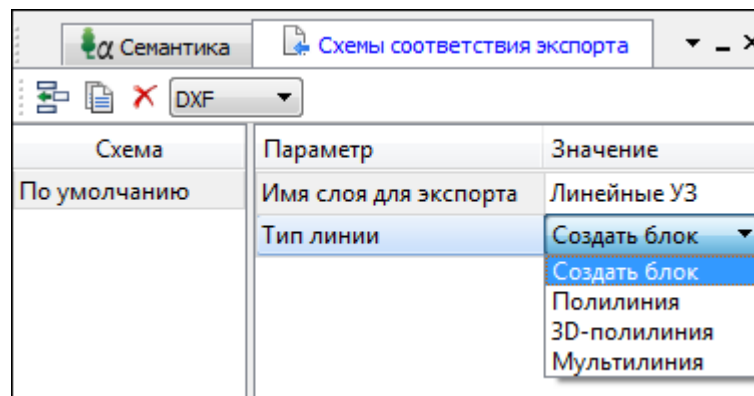 α Семантика Схемы соответствия экспорта
DXF
Схема Параметр Значение
По умолчанию Имя слоя для экспорта Линейные УЗ
Тип линии Создать блок
Создать блок
Полилиния
3D-полилиния
Мультилиния